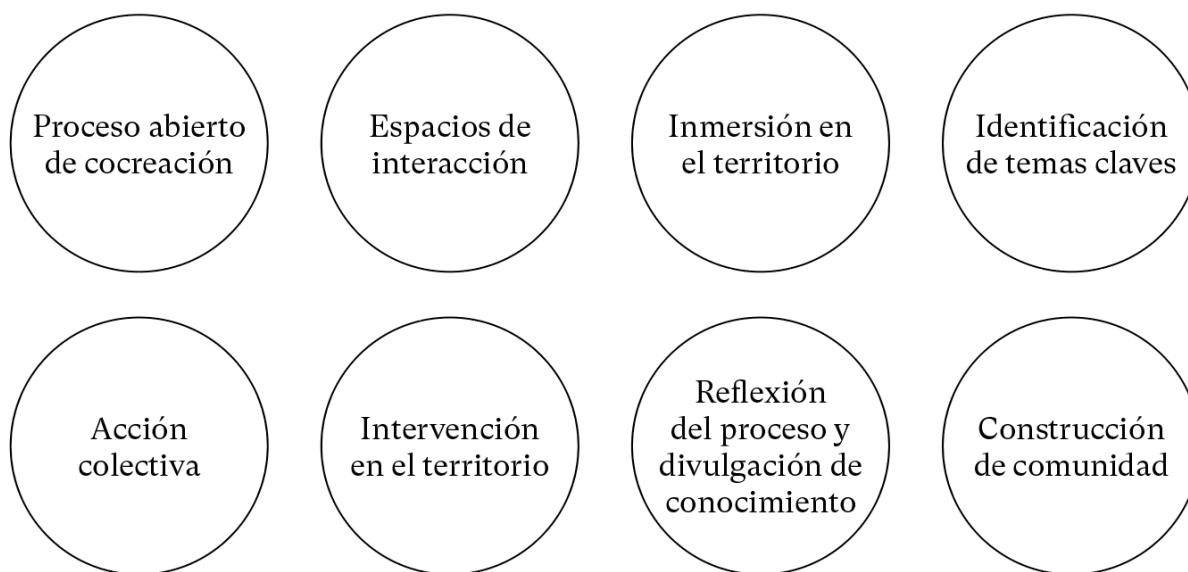 Proceso abierto
de cocreación
Espacios de
interacción
Inmersión en
el territorio
Identificación
de temas claves
Acción
colectiva
Intervención
en el territorio
Reflexión
del proceso y
divulgación de
conocimiento
Construcción
de comunidad